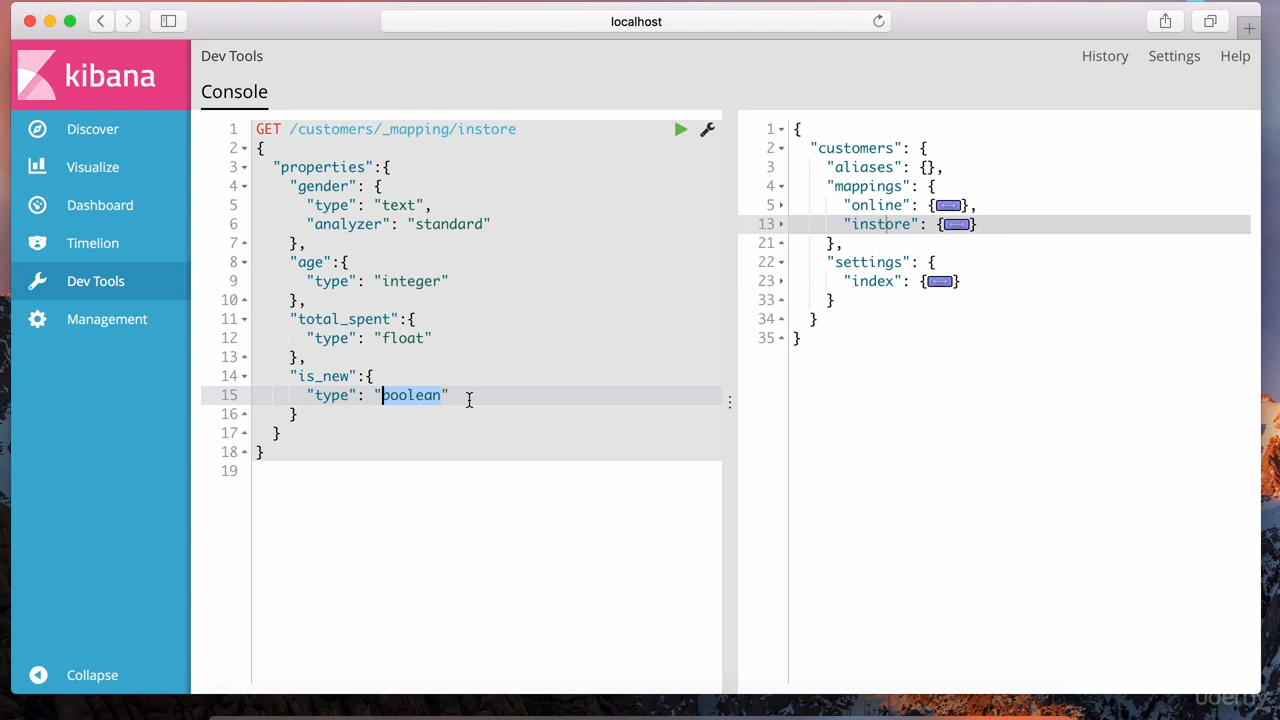 localhost
kibana
Discover
Visualize
Dashboard
Timelion
Dev Tools
Management
Collapse
Dev Tools
History Settings Help
Console
1 GET /customers/_mapping/instore
2 {
3 "properties":{
4 "gender": {
5 "type": "text",
6 "analyzer": "standard"
7 },
8 "age":{
9 "type": "integer"
10 },
11 "total_spent":{
12 "type": "float"
13 },
14 "is_new":{
15 "type": "boolean"
16 }
17 }
18 }
19
1 {
2 "customers": {
3 "aliases": {},
4 "mappings": {
5 "online": {},
13 "instore": {}
21 },
22 "settings": {
23 "index": {}
33 }
34 }
35 }
udemy